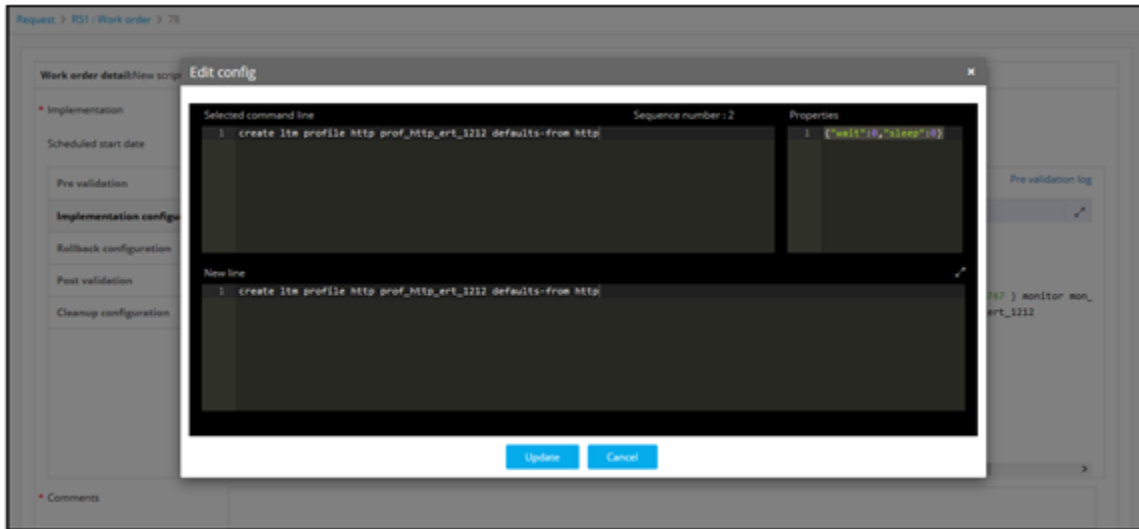 Request > R51 : Work order > 78
Work order detail:New scrip
Edit config ×
* Implementation
Scheduled start date
Selected command line Sequence number : 2 Properties
1 create ltm profile http prof_http_ert_1212 defaults-from http
1 {"wait":0,"sleep":0}
Pre validation
Pre validation log
Implementation configu
Rollback configuration
Post validation
Cleanup configuration
New line
1 create ltm profile http prof_http_ert_1212 defaults-from http
767 } monitor mon_
ert_1212
Update Cancel
* Comments